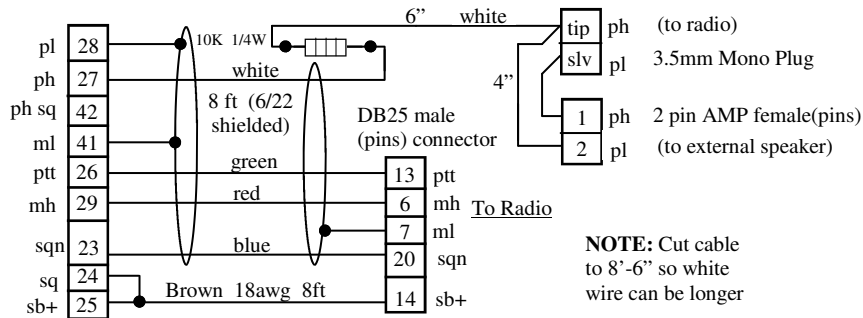 6” white
tip ph (to radio)
pl 28 10K 1/4W
slv pl 3.5mm Mono Plug
white 4”
ph 27
8 ft (6/22
shielded)
ph sq 42
DB25 male
(pins) connector
1 ph 2 pin AMP female(pins)
ml 41
2 pl (to external speaker)
green
ptt 26 13 ptt
red
mh 29 6 mh To Radio
7 ml
blue
sqn 23 20 sqn
NOTE: Cut cable
to 8’-6” so white
wire can be longer
sq 24
Brown 18awg 8ft
sb+ 25 14 sb+